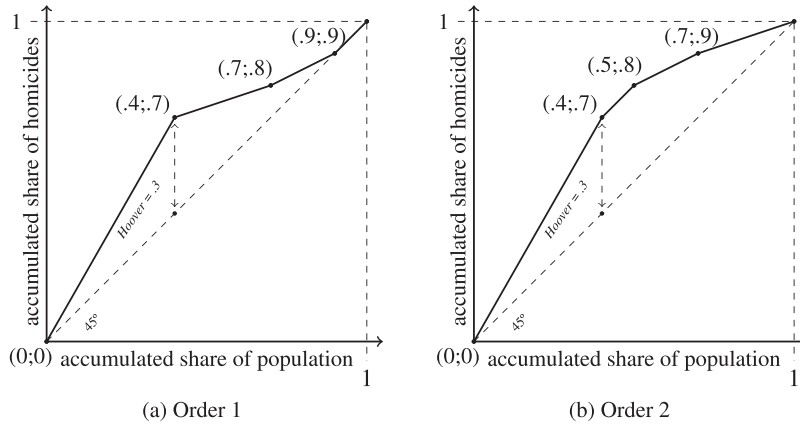 1
accumulated share of homicides
(.9;.9)
(.7;.8)
(.4;.7)
Hoover = .3
45º
(0;0)
accumulated share of population
1
(a) Order 1
1
accumulated share of homicides
(.7;.9)
(.5;.8)
(.4;.7)
Hoover = .3
45º
(0;0)
accumulated share of population
1
(b) Order 2